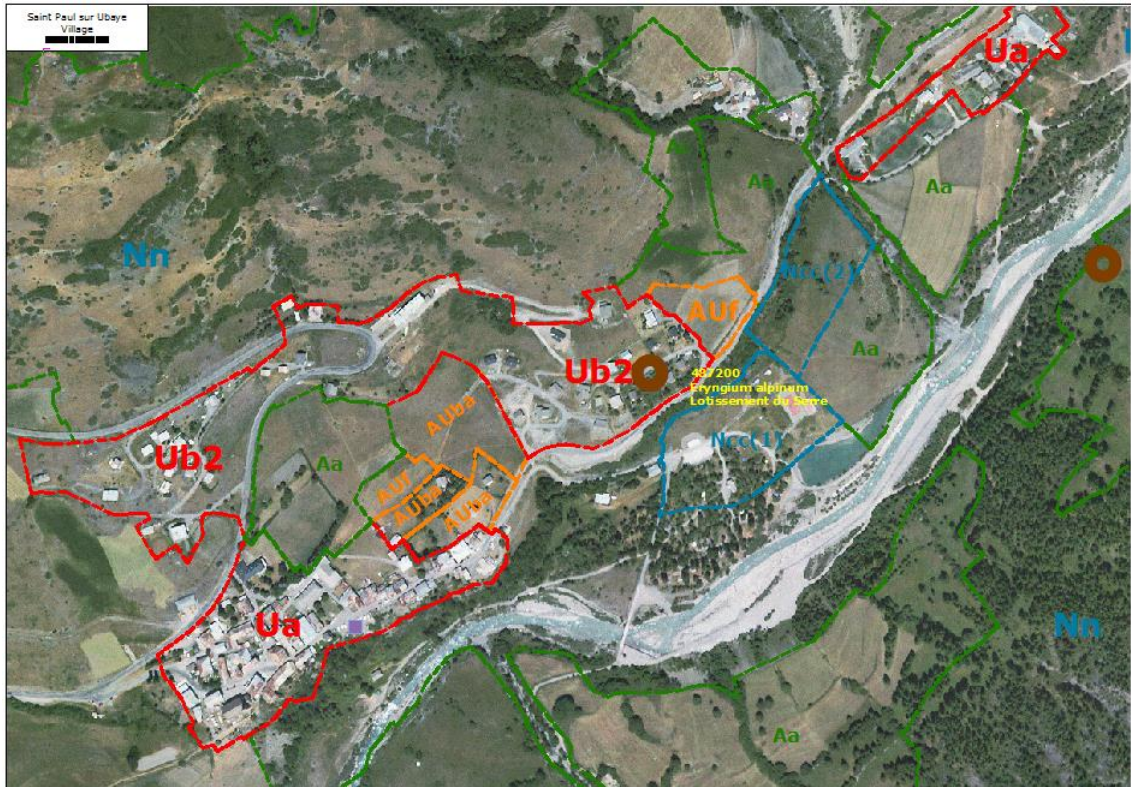 Saint Paul sur Ubaye
Village
Ua
Aa
Aa
Nn
Ncc(2)
AUf
Aa
Ub2
487200
Eryngium alpinum
Lotissement du Serre
AUba
Ncc(1)
Ub2
Aa
AUf
AUba
AUba
Ua
Nn
Aa